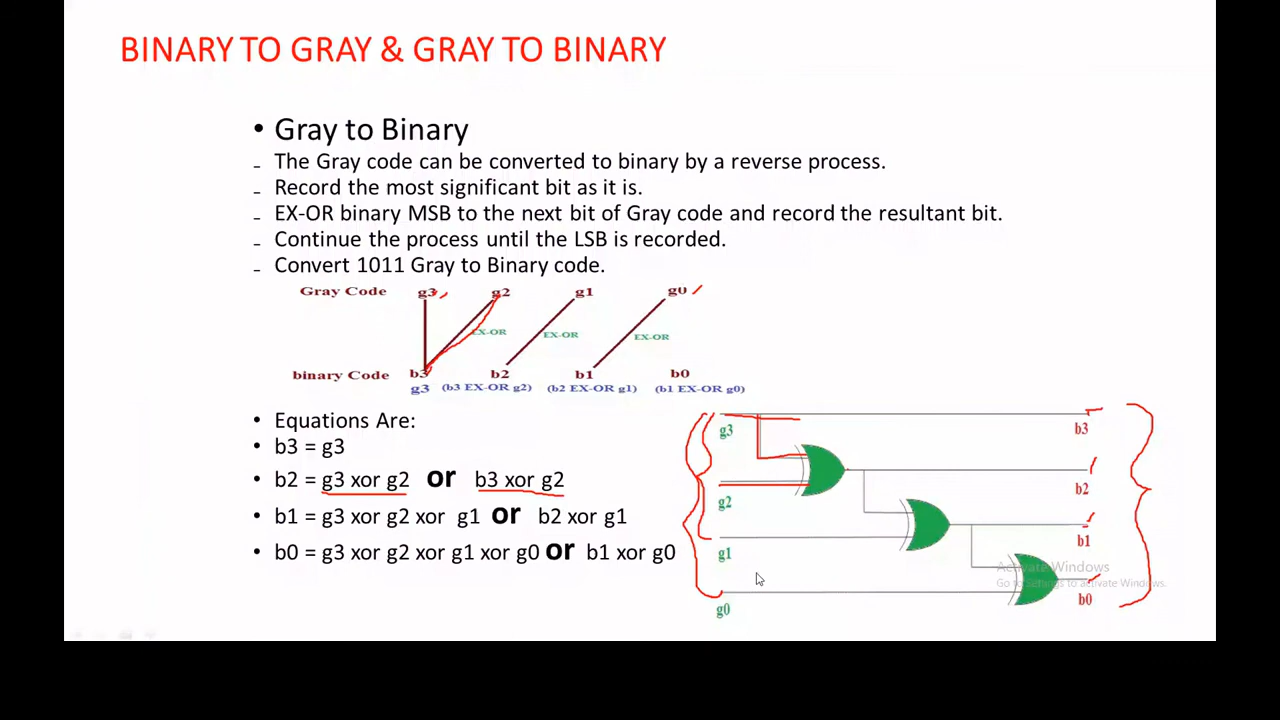 BINARY TO GRAY & GRAY TO BINARY
• Gray to Binary
- The Gray code can be converted to binary by a reverse process.
- Record the most significant bit as it is.
- EX-OR binary MSB to the next bit of Gray code and record the resultant bit.
- Continue the process until the LSB is recorded.
- Convert 1011 Gray to Binary code.
Gray Code g3 g2 g1 g0
EX-OR EX-OR EX-OR
binary Code b3 b2 b1 b0
g3 (b3 EX-OR g2) (b2 EX-OR g1) (b1 EX-OR g0)
• Equations Are:
• b3 = g3
• b2 = g3 xor g2 or b3 xor g2
• b1 = g3 xor g2 xor g1 or b2 xor g1
• b0 = g3 xor g2 xor g1 xor g0 or b1 xor g0
g3 b3
g2 b2
g1 b1
g0 b0
Activate Windows
Go to Settings to activate Windows.